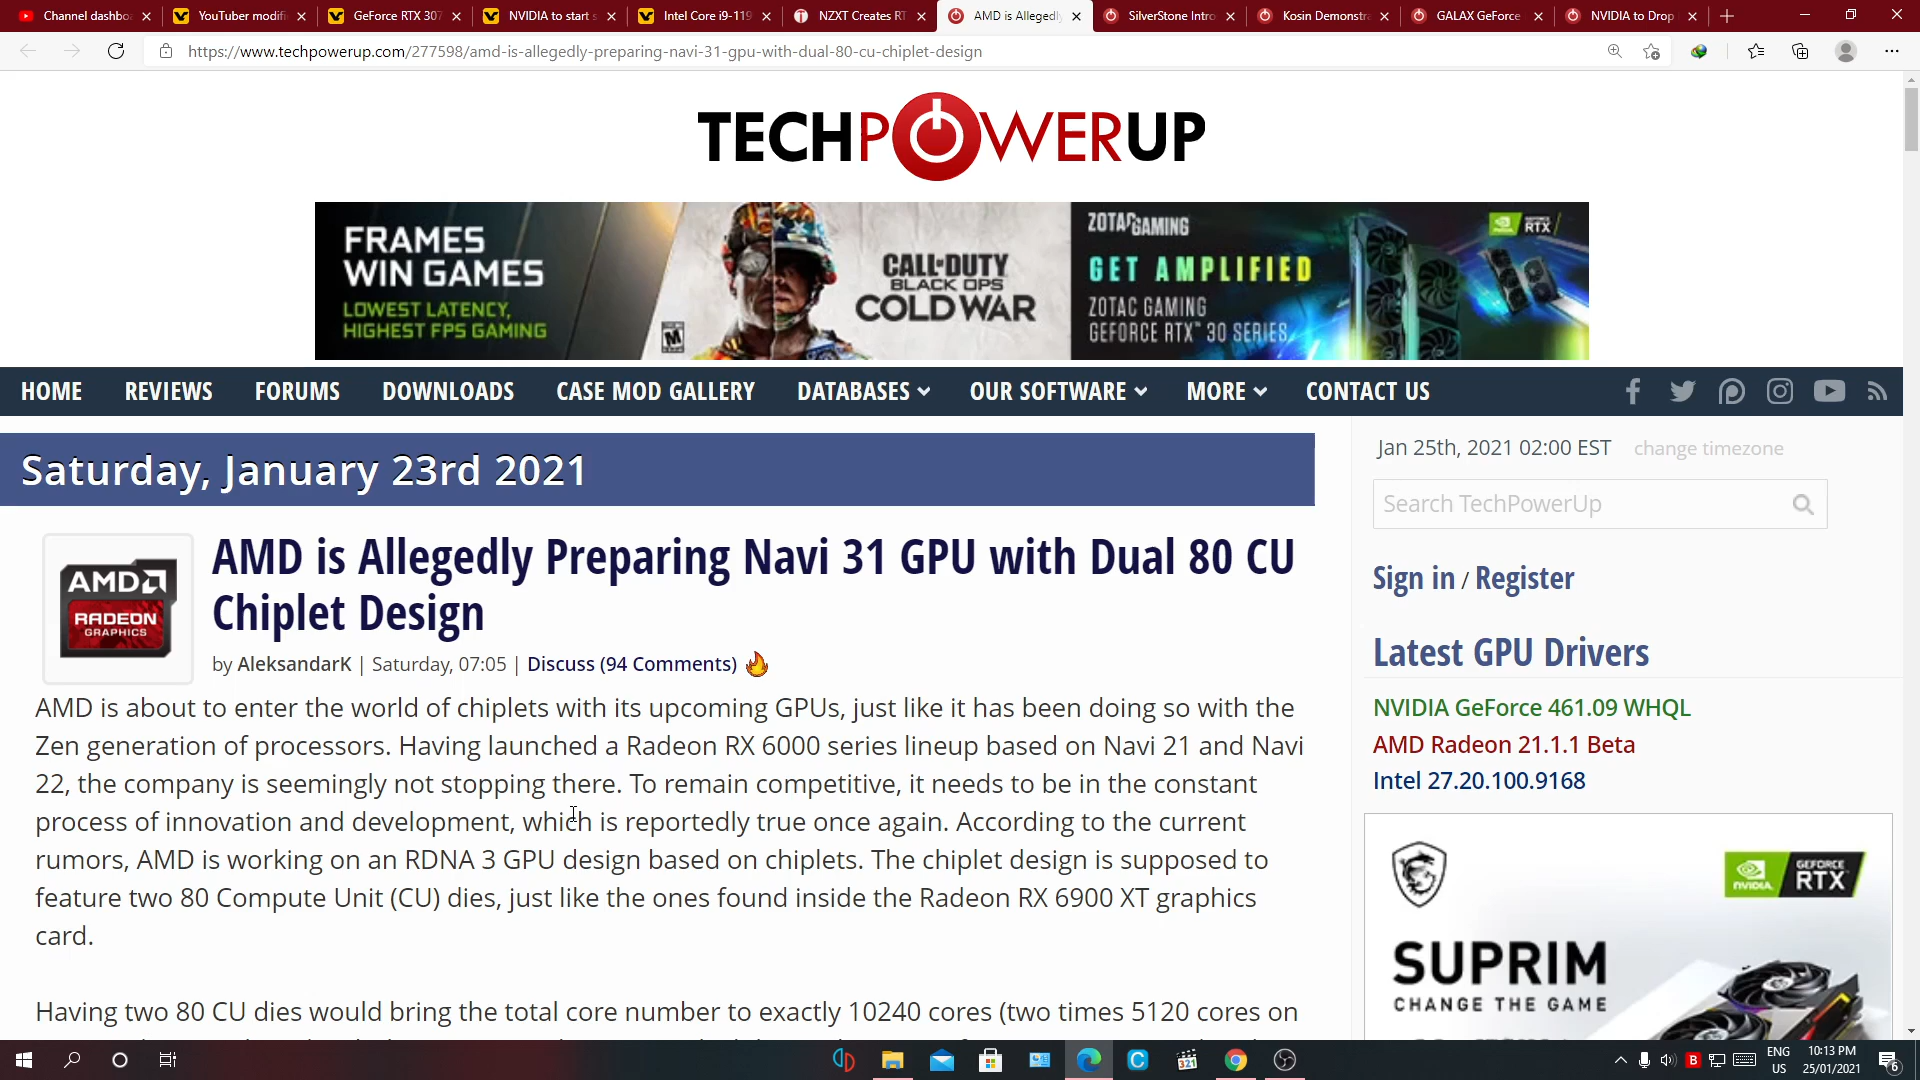 Channel dashbo
YouTuber modifi
GeForce RTX 307
NVIDIA to start s
Intel Core i9-119
NZXT Creates RT
AMD is Allegedly
SilverStone Intro
Kosin Demonstra
GALAX GeForce
NVIDIA to Drop
https://www.techpowerup.com/277598/amd-is-allegedly-preparing-navi-31-gpu-with-dual-80-cu-chiplet-design
TECHPOWERUP
FRAMES
WIN GAMES
LOWEST LATENCY,
HIGHEST FPS GAMING
M
CALL OF DUTY
BLACK OPS
COLD WAR
ZOTAC GAMING
GET AMPLIFIED
ZOTAC GAMING
GEFORCE RTX™ 30 SERIES
GEFORCE
RTX
NVIDIA
HOME REVIEWS FORUMS DOWNLOADS CASE MOD GALLERY DATABASES OUR SOFTWARE MORE CONTACT US
Saturday, January 23rd 2021
AMD
RADEON
GRAPHICS
AMD is Allegedly Preparing Navi 31 GPU with Dual 80 CU
Chiplet Design
by AleksandarK | Saturday, 07:05 | Discuss (94 Comments)
AMD is about to enter the world of chiplets with its upcoming GPUs, just like it has been doing so with the
Zen generation of processors. Having launched a Radeon RX 6000 series lineup based on Navi 21 and Navi
22, the company is seemingly not stopping there. To remain competitive, it needs to be in the constant
process of innovation and development, which is reportedly true once again. According to the current
rumors, AMD is working on an RDNA 3 GPU design based on chiplets. The chiplet design is supposed to
feature two 80 Compute Unit (CU) dies, just like the ones found inside the Radeon RX 6900 XT graphics
card.
Having two 80 CU dies would bring the total core number to exactly 10240 cores (two times 5120 cores on
Jan 25th, 2021 02:00 EST change timezone
Search TechPowerUp
Sign in / Register
Latest GPU Drivers
NVIDIA GeForce 461.09 WHQL
AMD Radeon 21.1.1 Beta
Intel 27.20.100.9168
NVIDIA
GEFORCE
RTX
SUPRIM
CHANGE THE GAME
321
B
ENG
US
10:13 PM
25/01/2021
6